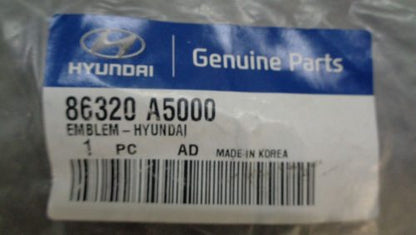 HYUNDAI Genuine Parts
86320 A5000
EMBLEM-HYUNDAI
1 PC AD MADE IN KOREA